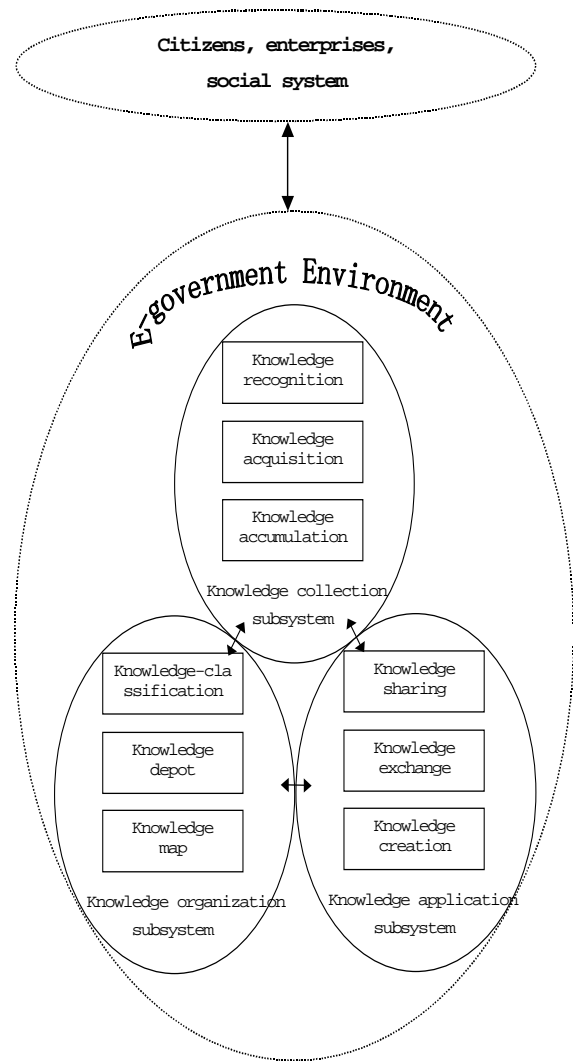 Citizens, enterprises,
social system
E-government Environment
Knowledge
recognition
Knowledge
acquisition
Knowledge
accumulation
Knowledge collection
subsystem
Knowledge-cla
ssification
Knowledge
depot
Knowledge
map
Knowledge organization
subsystem
Knowledge
sharing
Knowledge
exchange
Knowledge
creation
Knowledge application
subsystem